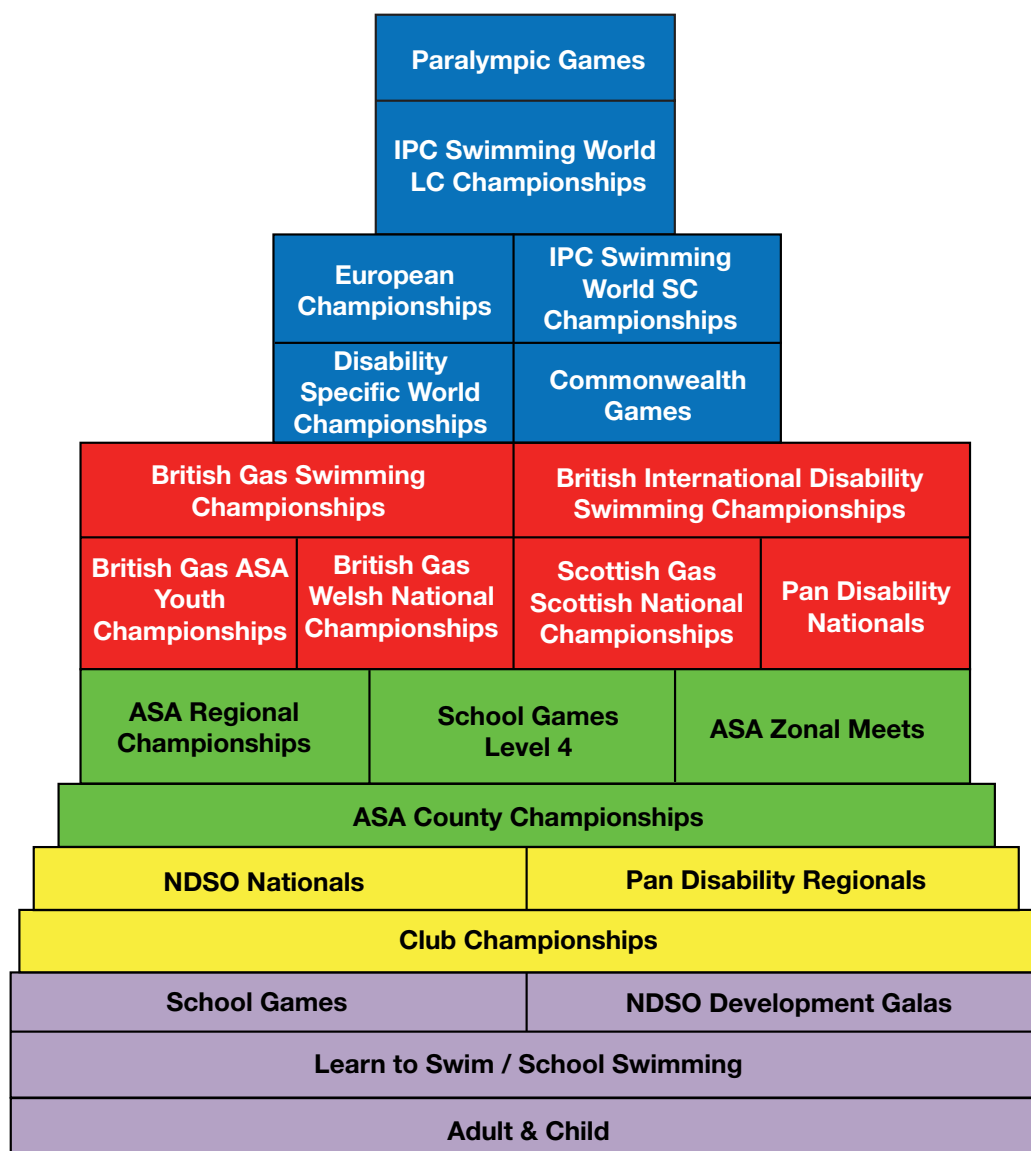 Paralympic Games
IPC Swimming World
LC Championships
European
Championships
IPC Swimming
World SC
Championships
Disability
Specific World
Championships
Commonwealth
Games
British Gas Swimming
Championships
British International Disability
Swimming Championships
British Gas ASA
Youth
Championships
British Gas
Welsh National
Championships
Scottish Gas
Scottish National
Championships
Pan Disability
Nationals
ASA Regional
Championships
School Games
Level 4
ASA Zonal Meets
ASA County Championships
NDSO Nationals
Pan Disability Regionals
Club Championships
School Games
NDSO Development Galas
Learn to Swim / School Swimming
Adult & Child